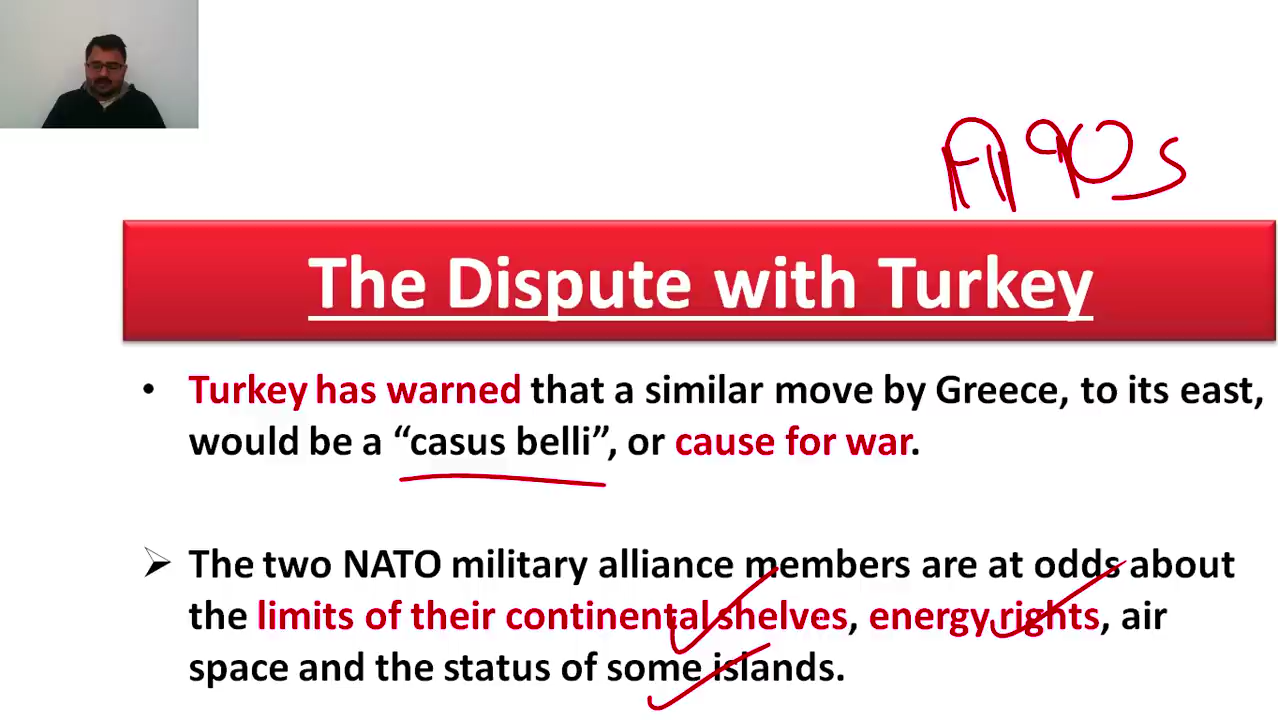 The Dispute with Turkey
• Turkey has warned that a similar move by Greece, to its east,
would be a “casus belli”, or cause for war.
➢ The two NATO military alliance members are at odds about
the limits of their continental shelves, energy rights, air
space and the status of some islands.